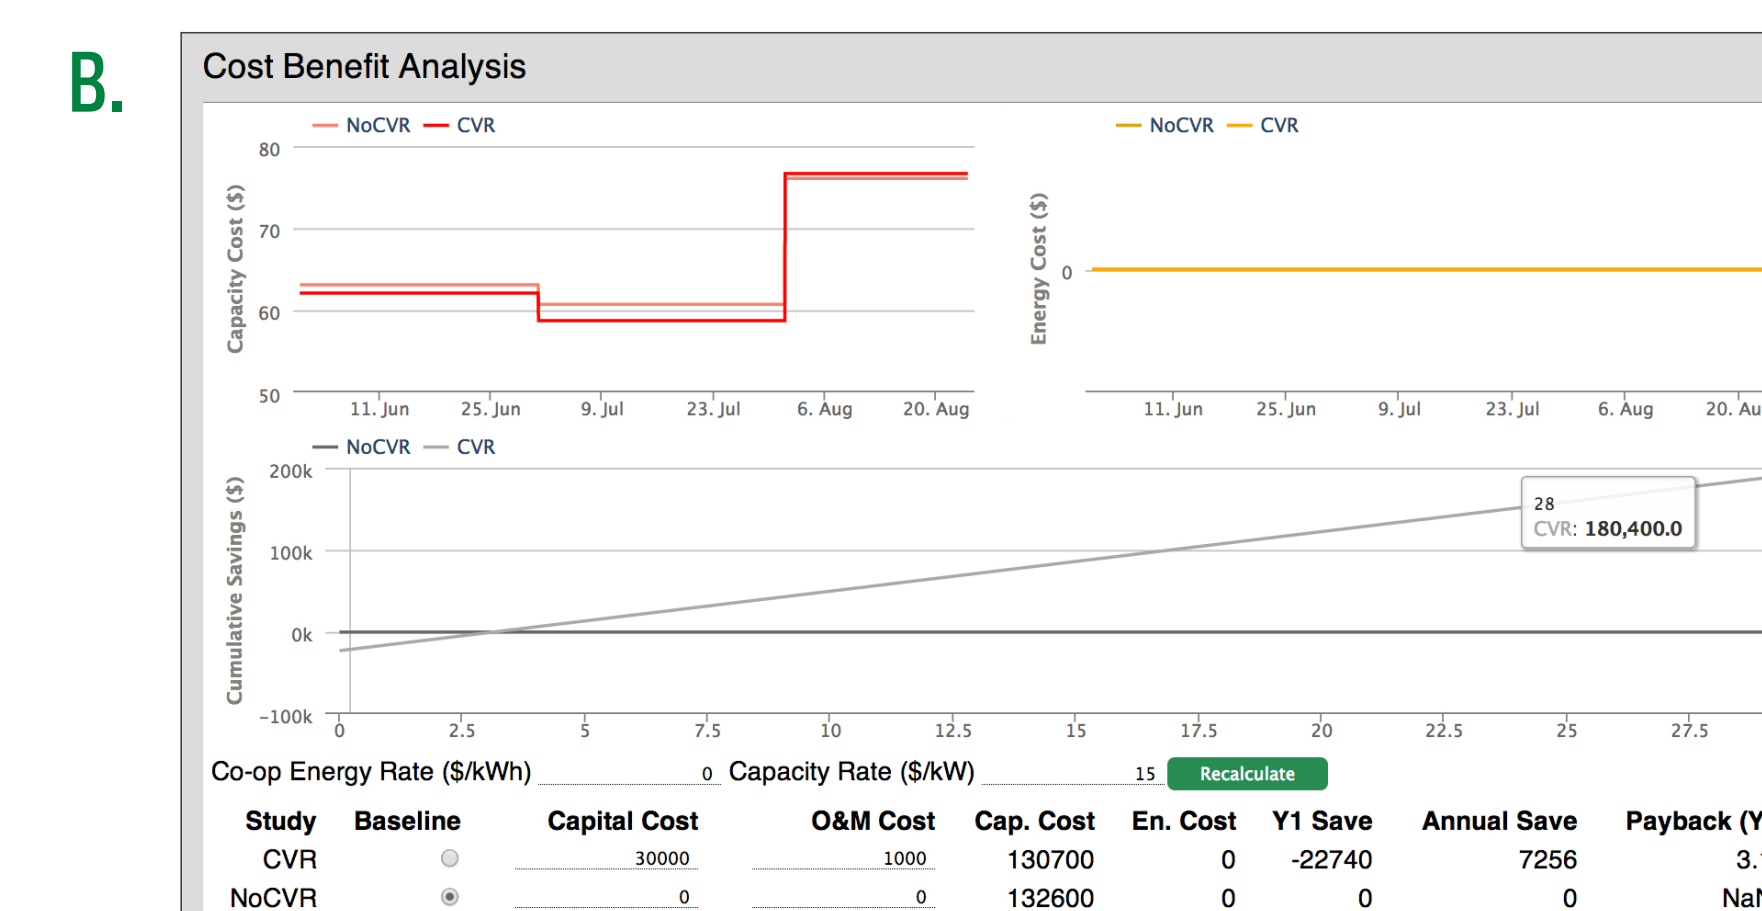 B.
Cost Benefit Analysis
NoCVR CVR
80
70
60
50
Capacity Cost ($)
11. Jun 25. Jun 9. Jul 23. Jul 6. Aug 20. Aug
NoCVR CVR
Energy Cost ($)
0
11. Jun 25. Jun 9. Jul 23. Jul 6. Aug 20. Au
NoCVR CVR
200k
100k
0k
−100k
Cumulative Savings ($)
28
CVR: 180,400.0
0 2.5 5 7.5 10 12.5 15 17.5 20 22.5 25 27.5
Co-op Energy Rate ($/kWh) 0 Capacity Rate ($/kW) 15 Recalculate
Study Baseline Capital Cost O&M Cost Cap. Cost En. Cost Y1 Save Annual Save Payback (Y
CVR 30000 1000 130700 0 -22740 7256 3.
NoCVR 0 0 132600 0 0 0 NaN